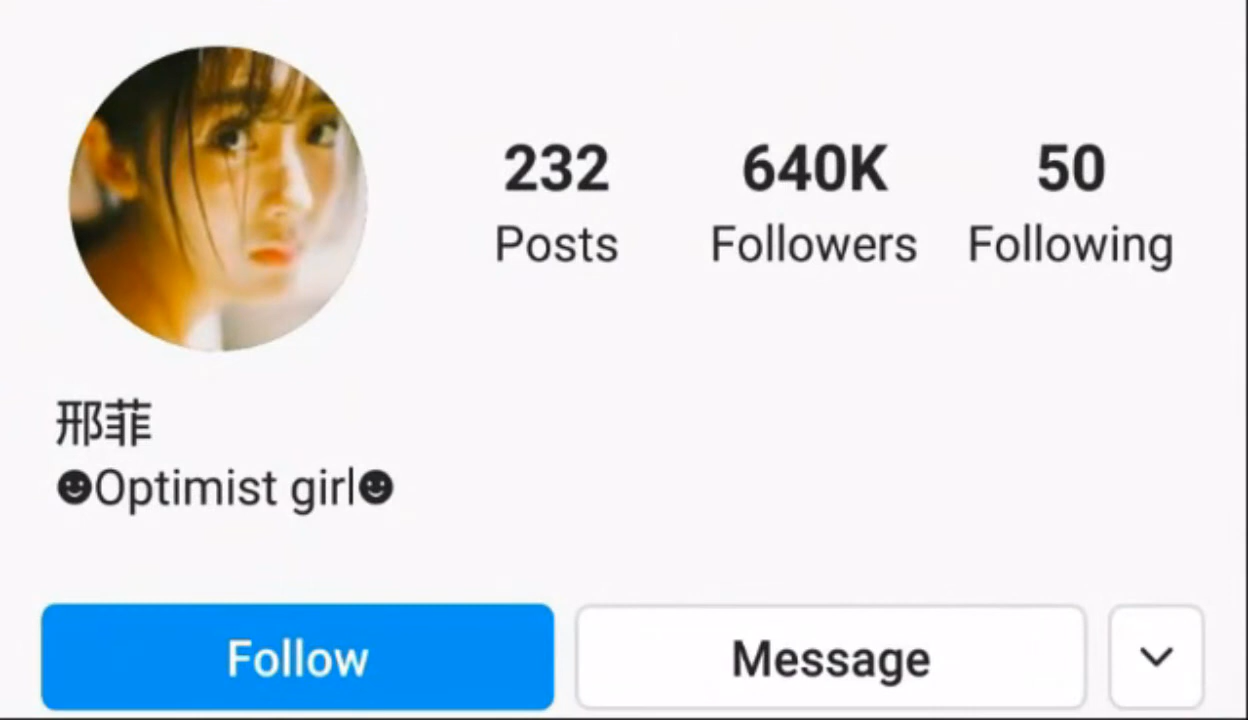 232 640K 50
Posts Followers Following
邢菲
☻Optimist girl☻
Follow Message